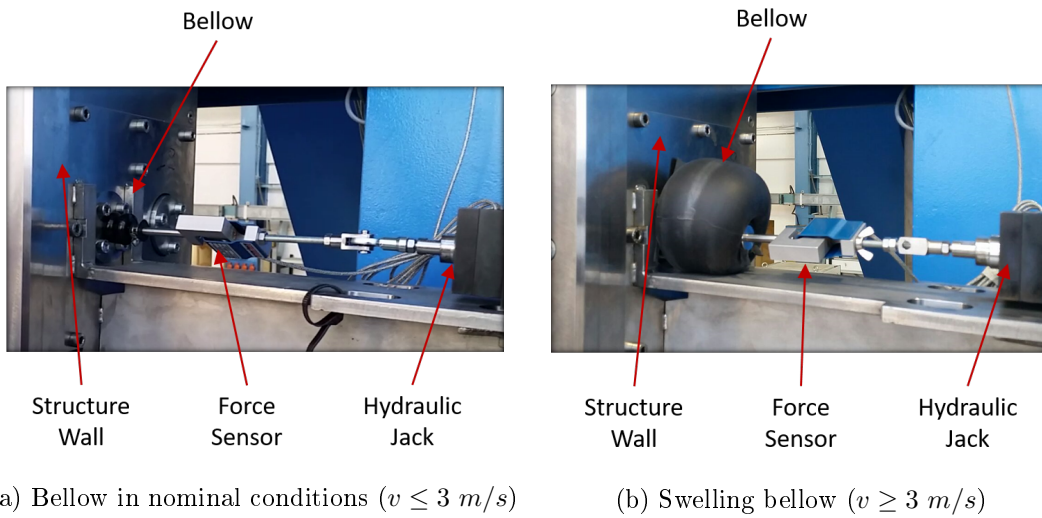 Bellow
Bellow
Structure
Wall
Force
Sensor
Hydraulic
Jack
Structure
Wall
Force
Sensor
Hydraulic
Jack
a) Bellow in nominal conditions (v ≤ 3 m/s)
(b) Swelling bellow (v ≥ 3 m/s)